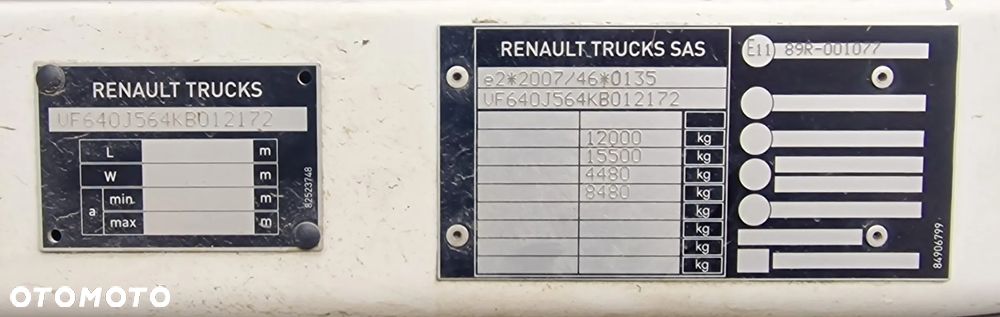 RENAULT TRUCKS
VF640J564KB012172
L m
W m
a
min m
max m
82523748
RENAULT TRUCKS SAS
e2*2007/46*0135
VF640J564KB012172
12000 kg
15500 kg
4480 kg
8480 kg
kg
kg
kg
kg
E11 89R-001077
84906799
OTOMOTO